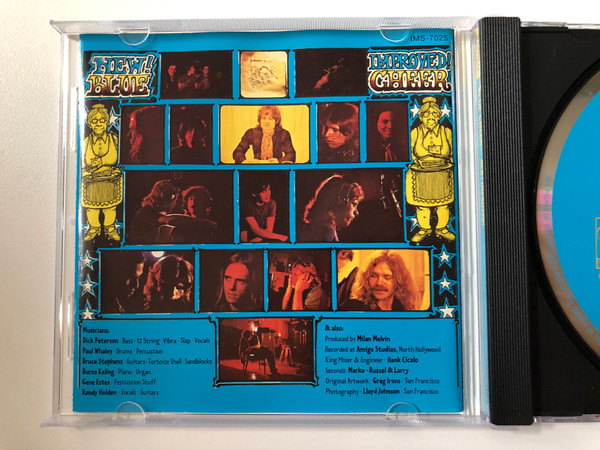 IMS-7025
NEW! IMPROVED!
BLUE CHEER
Musicians:
Dick Peterson · Bass · 12 String · Vibra · Slap · Vocals
Paul Whaley · Drums · Percussion
Bruce Stephens · Guitars · Tortoise Shell · Sandblocks
Burns Kellog · Piano · Organ
Gene Estes · Percussion Stuff
Randy Holden · Vocals · Guitars
& also:
Produced by Milan Melvin
Recorded at Amigo Studios, North Hollywood
King Mixer & Engineer · Hank Cicalo
Seconds: Marko · Russel & Larry
Original Artwork · Greg Irons · San Francisco
Photography · Lloyd Johnson · San Francisco